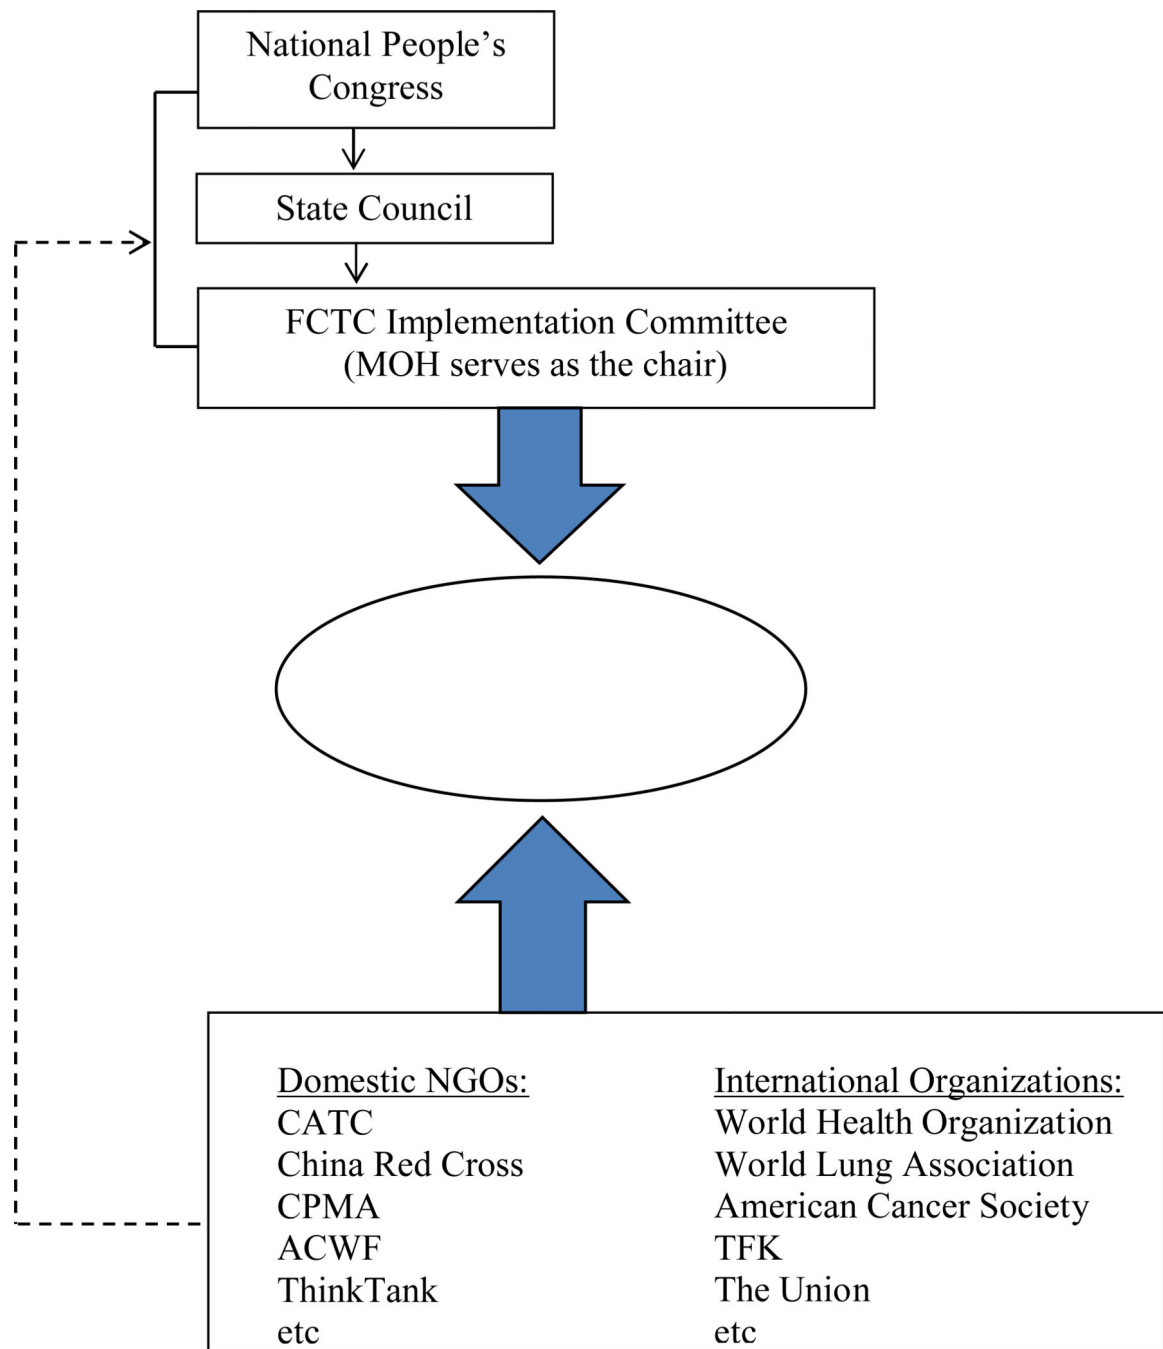 National People’s
Congress
State Council
FCTC Implementation Committee
(MOH serves as the chair)
Domestic NGOs:
CATC
China Red Cross
CPMA
ACWF
ThinkTank
etc
International Organizations:
World Health Organization
World Lung Association
American Cancer Society
TFK
The Union
etc